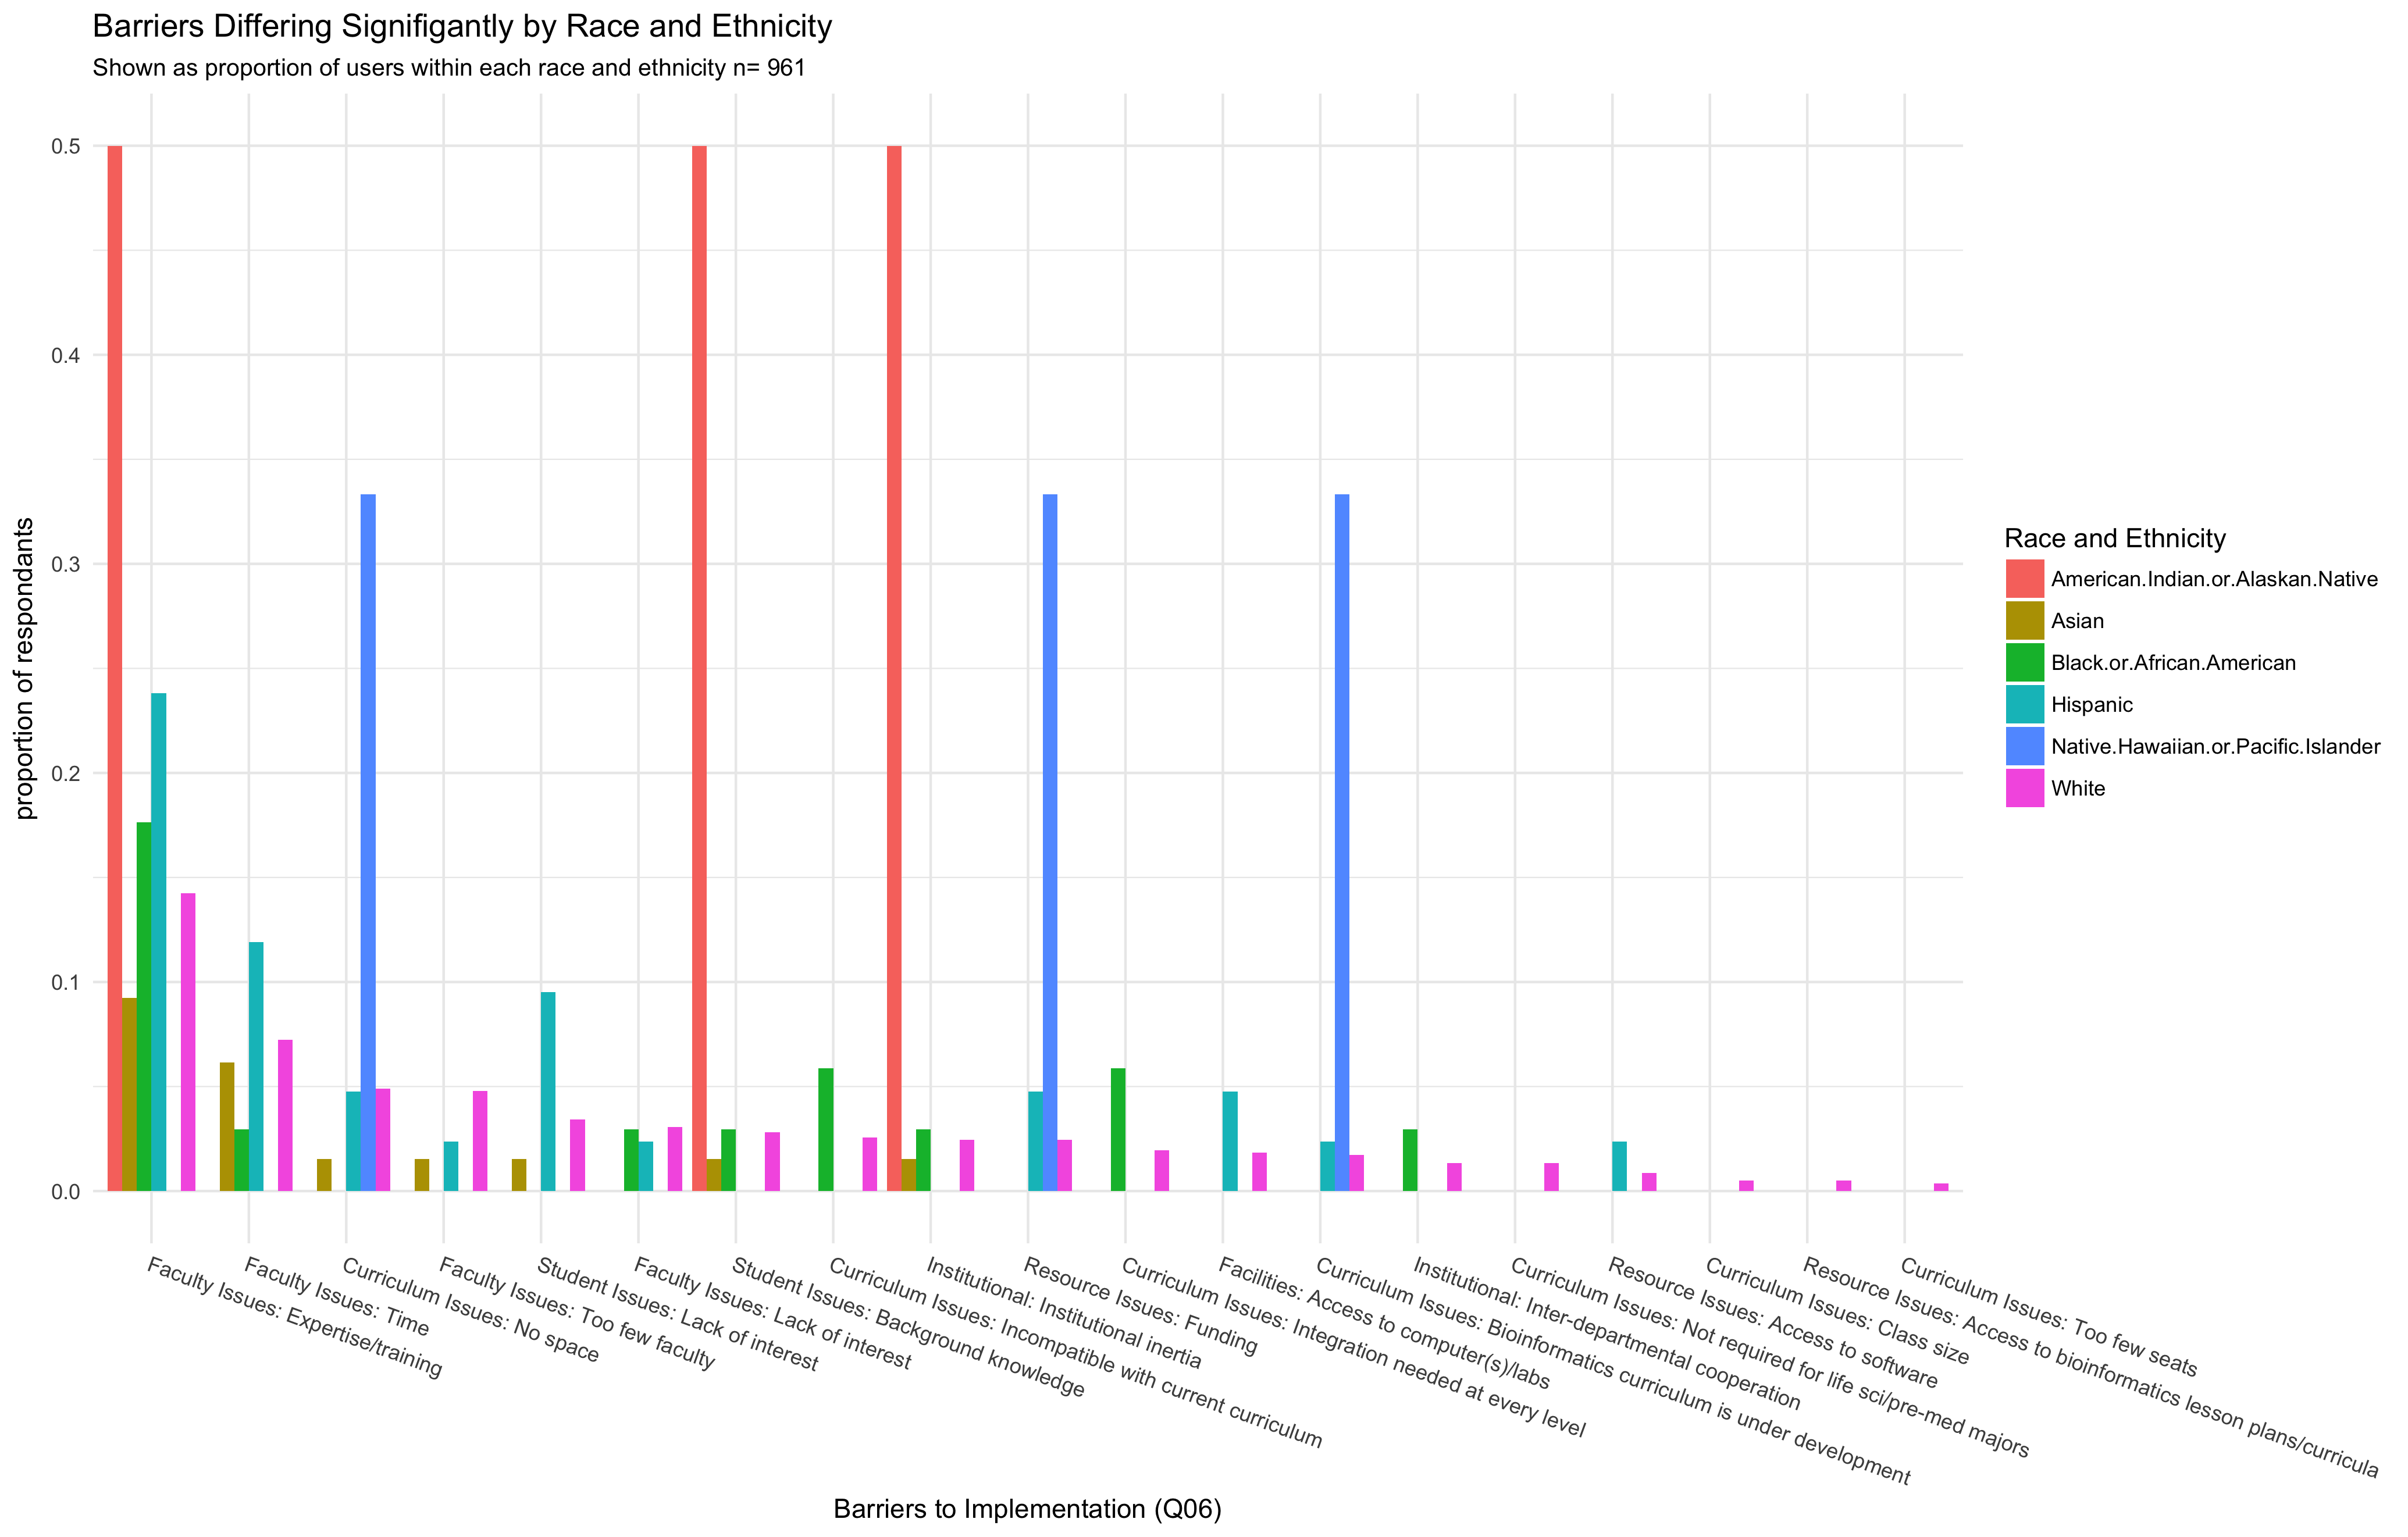 Barriers Differing Signifigantly by Race and Ethnicity
Shown as proportion of users within each race and ethnicity n= 961
proportion of respondants
0.5
0.4
0.3
0.2
0.1
0.0
Faculty Issues: Expertise/training
Faculty Issues: Time
Curriculum Issues: No space
Faculty Issues: Too few faculty
Student Issues: Lack of interest
Faculty Issues: Lack of interest
Student Issues: Background knowledge
Curriculum Issues: Incompatible with current curriculum
Institutional: Institutional inertia
Resource Issues: Funding
Curriculum Issues: Integration needed at every level
Facilities: Access to computer(s)/labs
Curriculum Issues: Bioinformatics curriculum is under development
Institutional: Inter-departmental cooperation
Curriculum Issues: Not required for life sci/pre-med majors
Resource Issues: Access to software
Curriculum Issues: Class size
Resource Issues: Access to bioinformatics lesson plans/curricula
Curriculum Issues: Too few seats
Barriers to Implementation (Q06)
Race and Ethnicity
American.Indian.or.Alaskan.Native
Asian
Black.or.African.American
Hispanic
Native.Hawaiian.or.Pacific.Islander
White